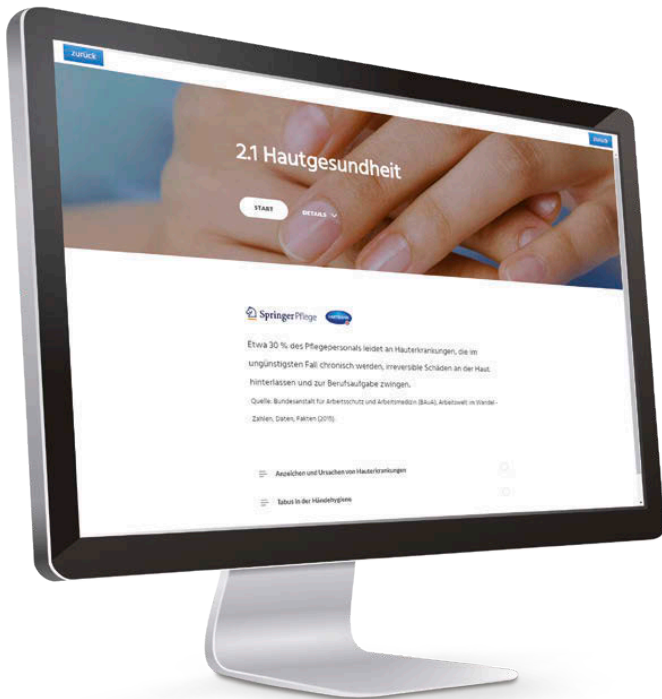 zurück
zurück
2.1 Hautgesundheit
START
DETAILS
Springer Pflege
HARTMANN
Etwa 30 % des Pflegepersonals leidet an Hauterkrankungen, die im
ungünstigsten Fall chronisch werden, irreversible Schäden an der Haut
hinterlassen und zur Berufsaufgabe zwingen.
Quelle: Bundesanstalt für Arbeitsschutz und Arbeitsmedizin (BAuA), Arbeitswelt im Wandel -
Zahlen, Daten, Fakten (2015).
Anzeichen und Ursachen von Hauterkrankungen
Tabus in der Händehygiene